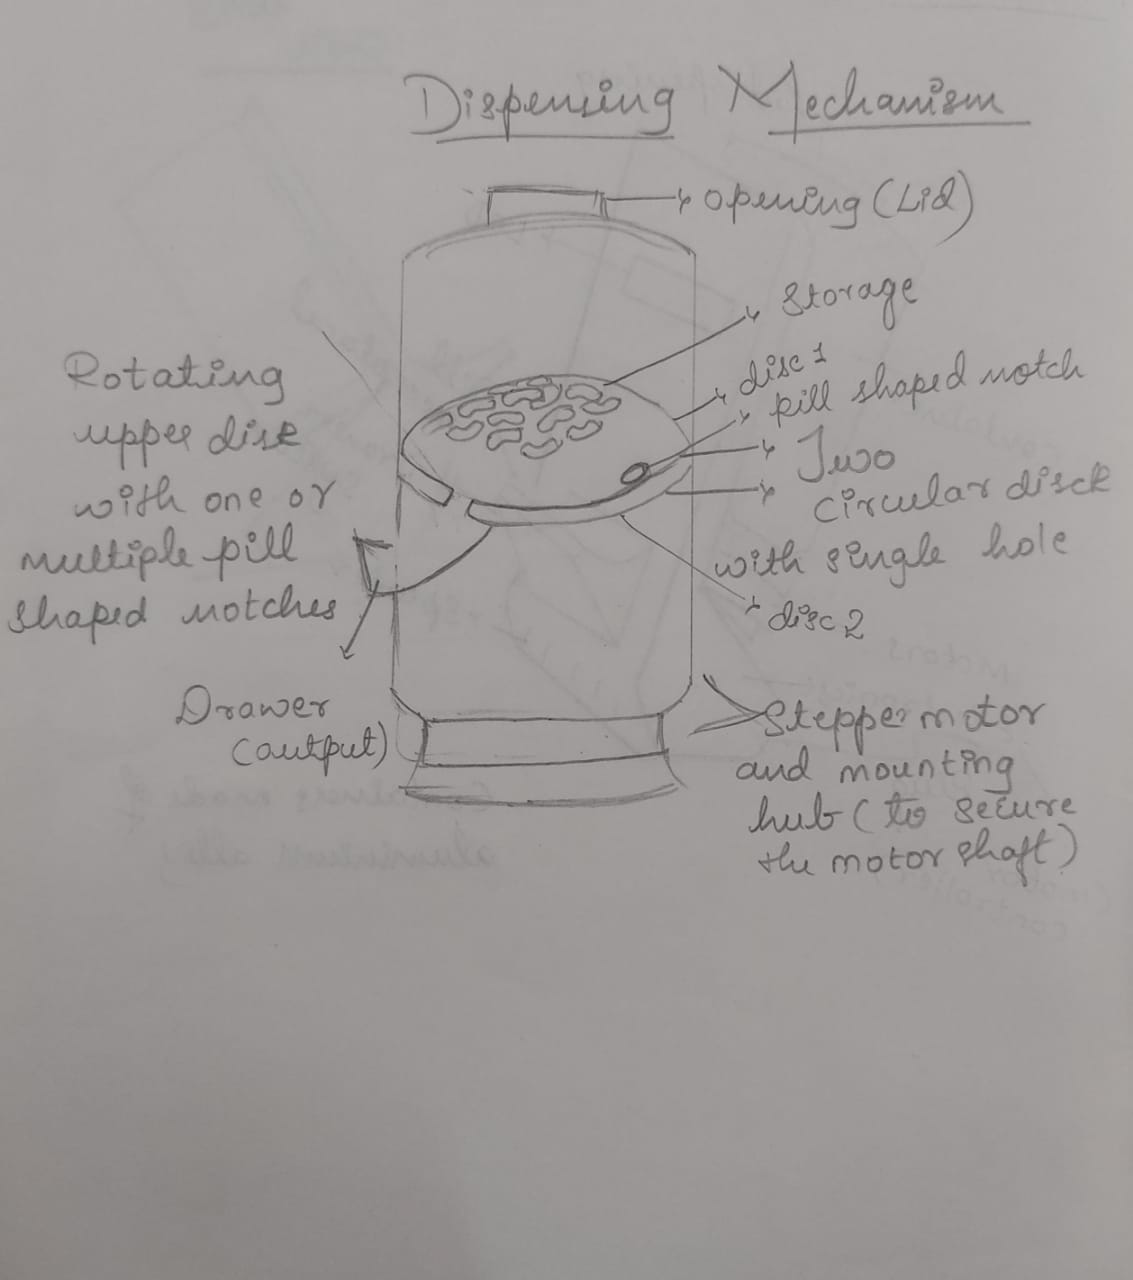 Dispensing Mechanism
opening (Lid)
Storage
disc 1
pill shaped notch
Two
circular disck
with single hole
disc 2
Rotating
upper disk
with one or
multiple pill
shaped notches
Drawer
(output)
Stepper motor
and mounting
hub (to secure
the motor shaft)